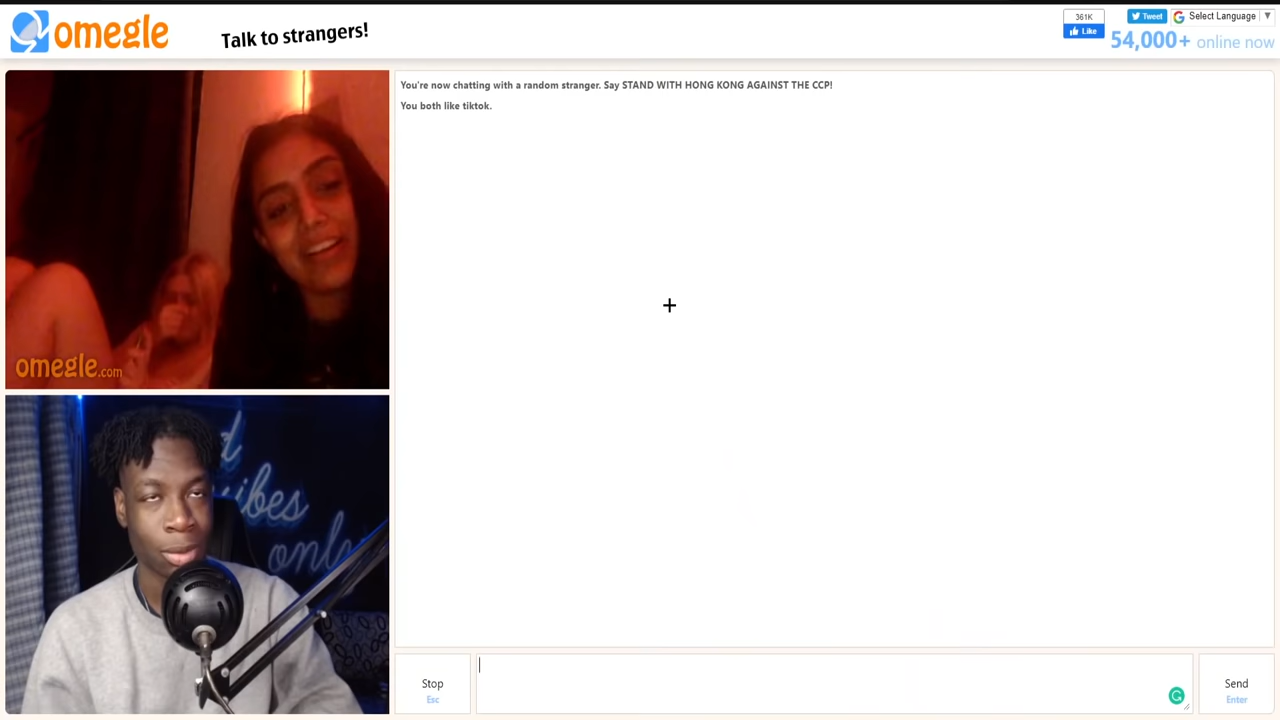 omegle
Talk to strangers!
361K
Like
Tweet
Select Language
54,000+ online now
You're now chatting with a random stranger. Say STAND WITH HONG KONG AGAINST THE CCP!
You both like tiktok.
omegle.com
vibes
only
Stop
Esc
Send
Enter